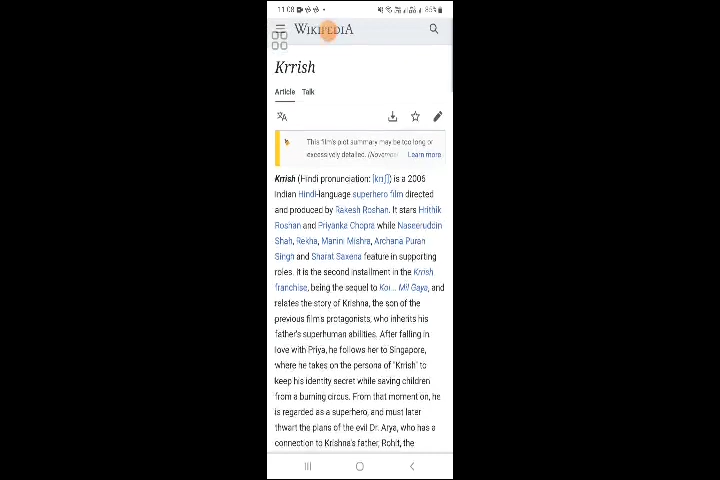 11:08
85%
WIKIPEDIA
Krrish
Article Talk
This film's plot summary may be too long or
excessively detailed. (November Learn more
Krrish (Hindi pronunciation: [krɪʃ]) is a 2006
Indian Hindi-language superhero film directed
and produced by Rakesh Roshan. It stars Hrithik
Roshan and Priyanka Chopra while Naseeruddin
Shah, Rekha, Manini Mishra, Archana Puran
Singh and Sharat Saxena feature in supporting
roles. It is the second installment in the Krrish
franchise, being the sequel to Koi... Mil Gaya, and
relates the story of Krishna, the son of the
previous film's protagonists, who inherits his
father's superhuman abilities. After falling in
love with Priya, he follows her to Singapore,
where he takes on the persona of "Krrish" to
keep his identity secret while saving children
from a burning circus. From that moment on, he
is regarded as a superhero, and must later
thwart the plans of the evil Dr. Arya, who has a
connection to Krishna's father, Rohit, the